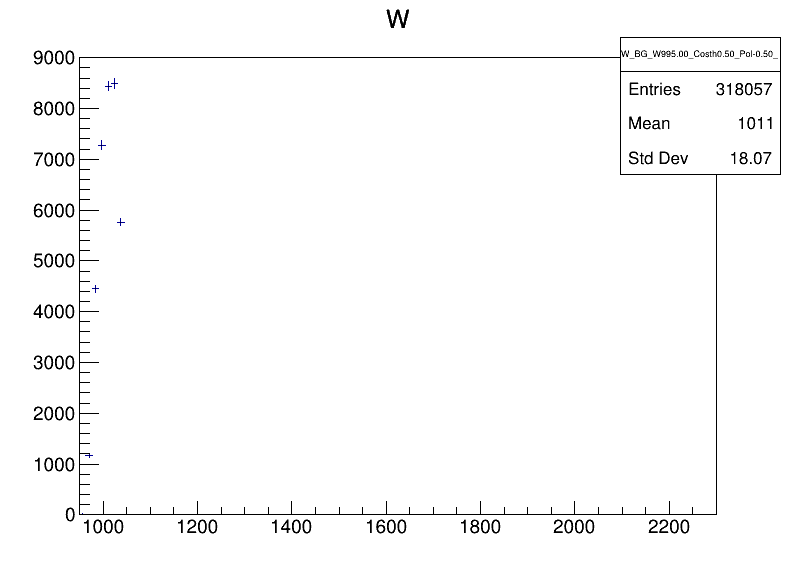 W
W_BG_W995.00_Costh0.50_Pol-0.50_
Entries 318057
Mean 1011
Std Dev 18.07
9000
8000
7000
6000
5000
4000
3000
2000
1000
0
1000 1200 1400 1600 1800 2000 2200